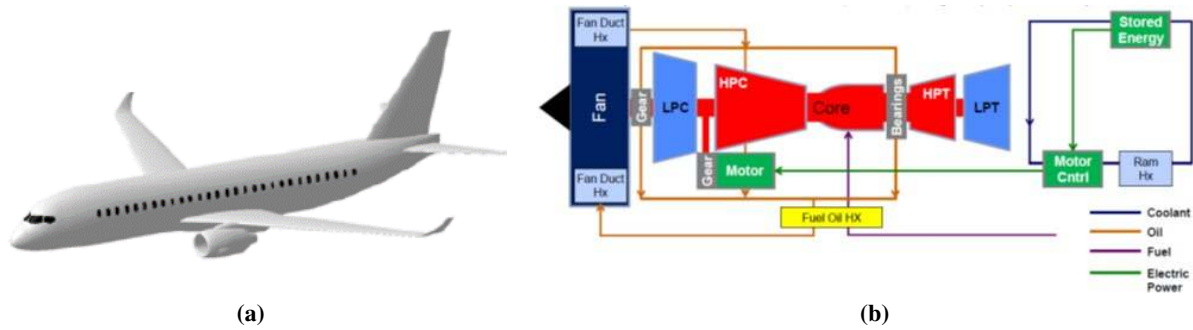 Fan Duct
Hx
Fan
Fan Duct
Hx
Gear
LPC
HPC
Gear
Motor
Core
Bearings
HPT
LPT
Fuel Oil HX
Stored
Energy
Motor
Cntrl
Ram
Hx
Coolant
Oil
Fuel
Electric
Power
(a)
(b)